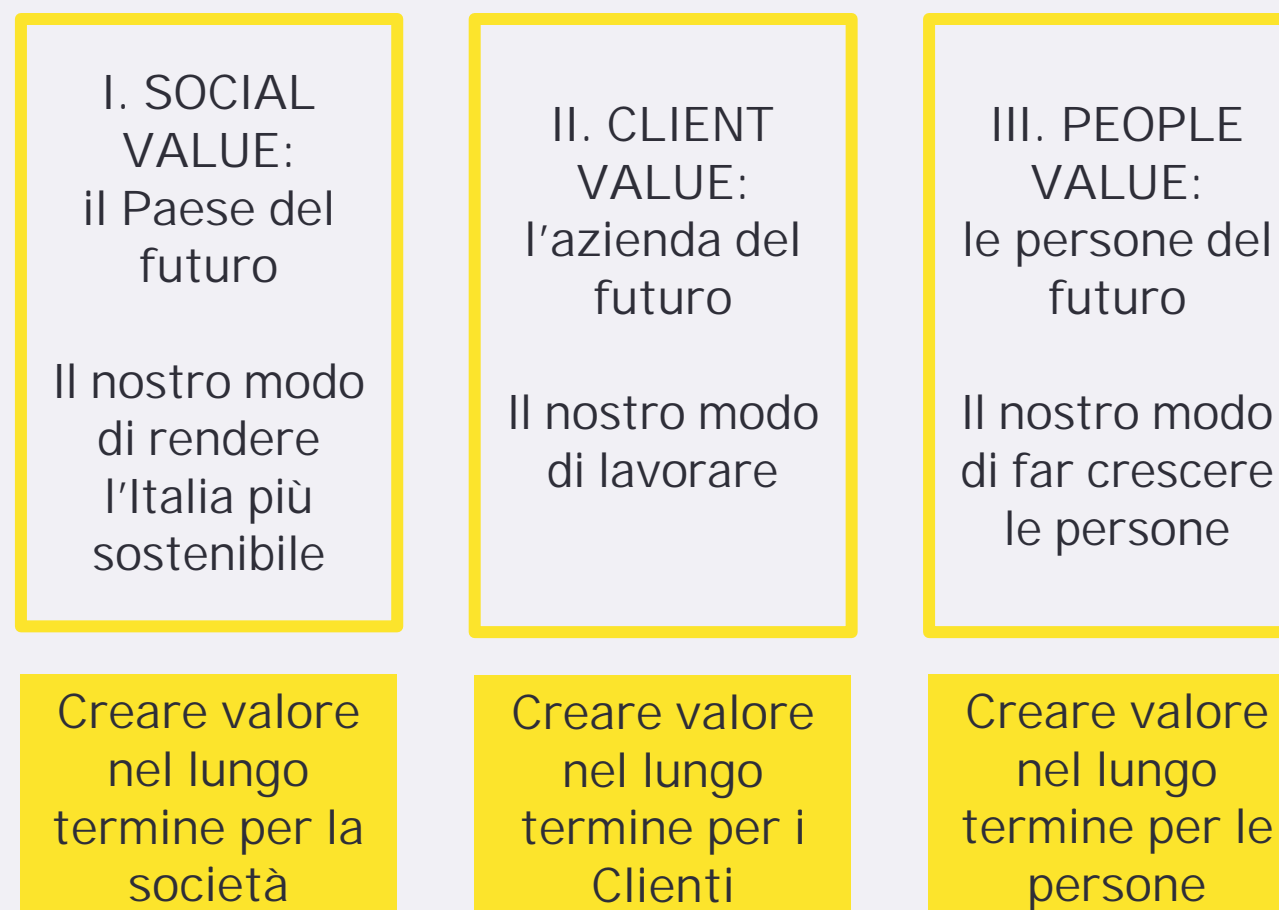 I. SOCIAL
VALUE:
il Paese del
futuro
Il nostro modo
di rendere
l'Italia più
sostenibile
II. CLIENT
VALUE:
l'azienda del
futuro
Il nostro modo
di lavorare
III. PEOPLE
VALUE:
le persone del
futuro
Il nostro modo
di far crescere
le persone
Creare valore
nel lungo
termine per la
società
Creare valore
nel lungo
termine per i
Clienti
Creare valore
nel lungo
termine per le
persone